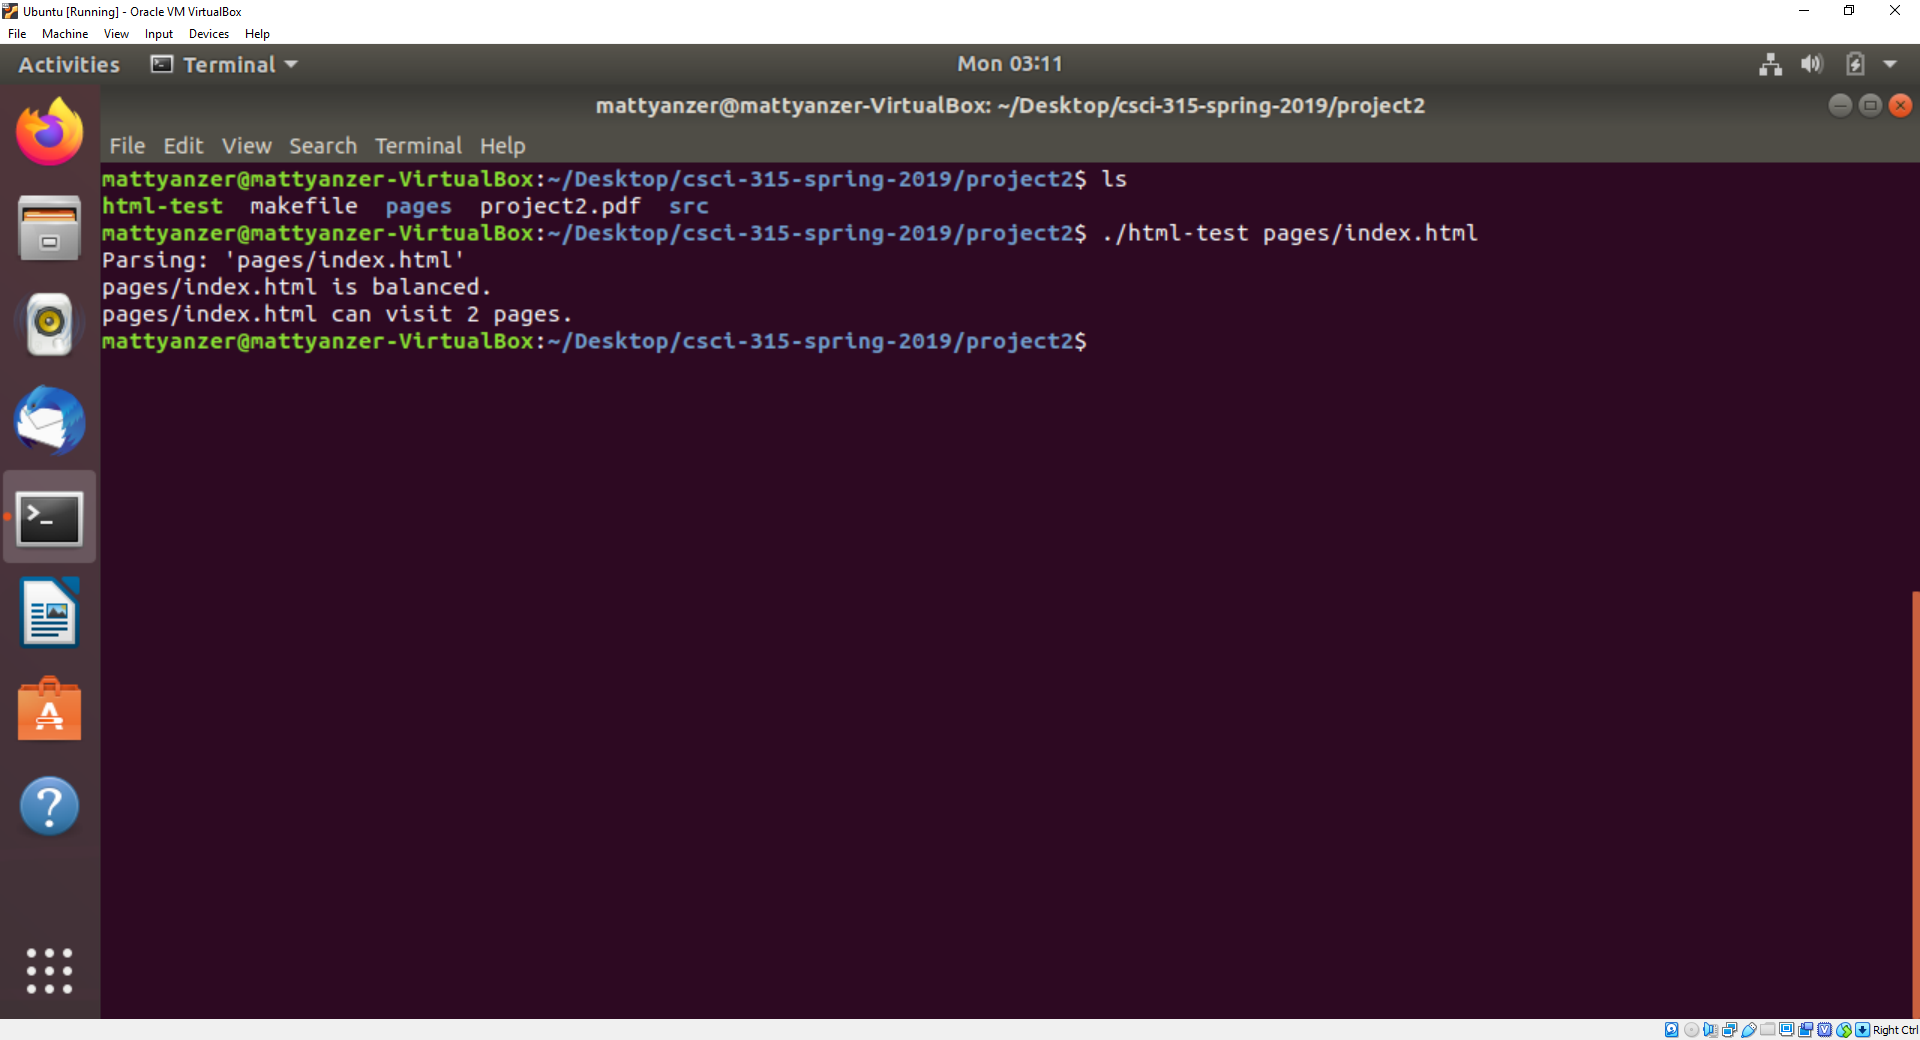 Ubuntu [Running] - Oracle VM VirtualBox
File Machine View Input Devices Help
Activities Terminal Mon 03:11
mattyanzer@mattyanzer-VirtualBox: ~/Desktop/csci-315-spring-2019/project2
File Edit View Search Terminal Help
mattyanzer@mattyanzer-VirtualBox:~/Desktop/csci-315-spring-2019/project2$ ls
html-test makefile pages project2.pdf src
mattyanzer@mattyanzer-VirtualBox:~/Desktop/csci-315-spring-2019/project2$ ./html-test pages/index.html
Parsing: 'pages/index.html'
pages/index.html is balanced.
pages/index.html can visit 2 pages.
mattyanzer@mattyanzer-VirtualBox:~/Desktop/csci-315-spring-2019/project2$
Right Ctrl